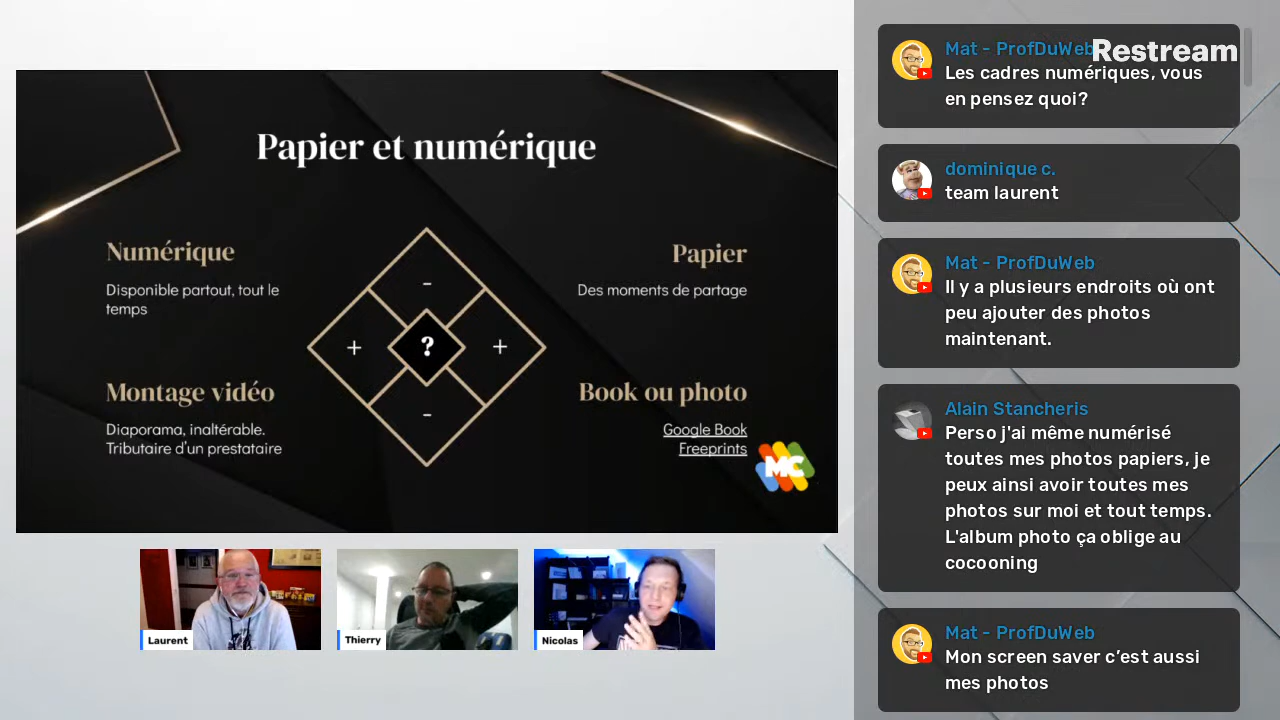 Papier et numérique
Numérique
Disponible partout, tout le
temps
Papier
Des moments de partage
-
+
?
+
-
Montage vidéo
Diaporama, inaltérable.
Tributaire d'un prestataire
Book ou photo
Google Book
Freeprints
MC
Laurent
Thierry
Nicolas
Restream
Mat - ProfDuWeb
Les cadres numériques, vous
en pensez quoi?
dominique c.
team laurent
Mat - ProfDuWeb
Il y a plusieurs endroits où ont
peu ajouter des photos
maintenant.
Alain Stancheris
Perso j'ai même numérisé
toutes mes photos papiers, je
peux ainsi avoir toutes mes
photos sur moi et tout temps.
L'album photo ça oblige au
cocooning
Mat - ProfDuWeb
Mon screen saver c’est aussi
mes photos